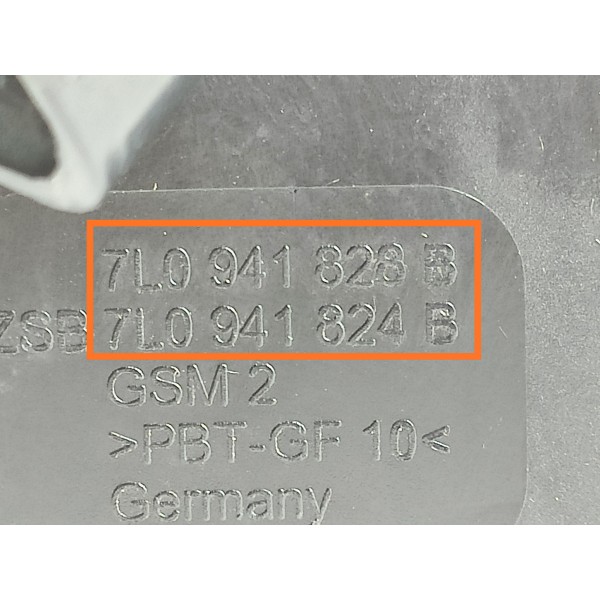 7L0 941 828 B
ZSB 7L0 941 824 B
GSM 2
>PBT-GF 10<
Germany